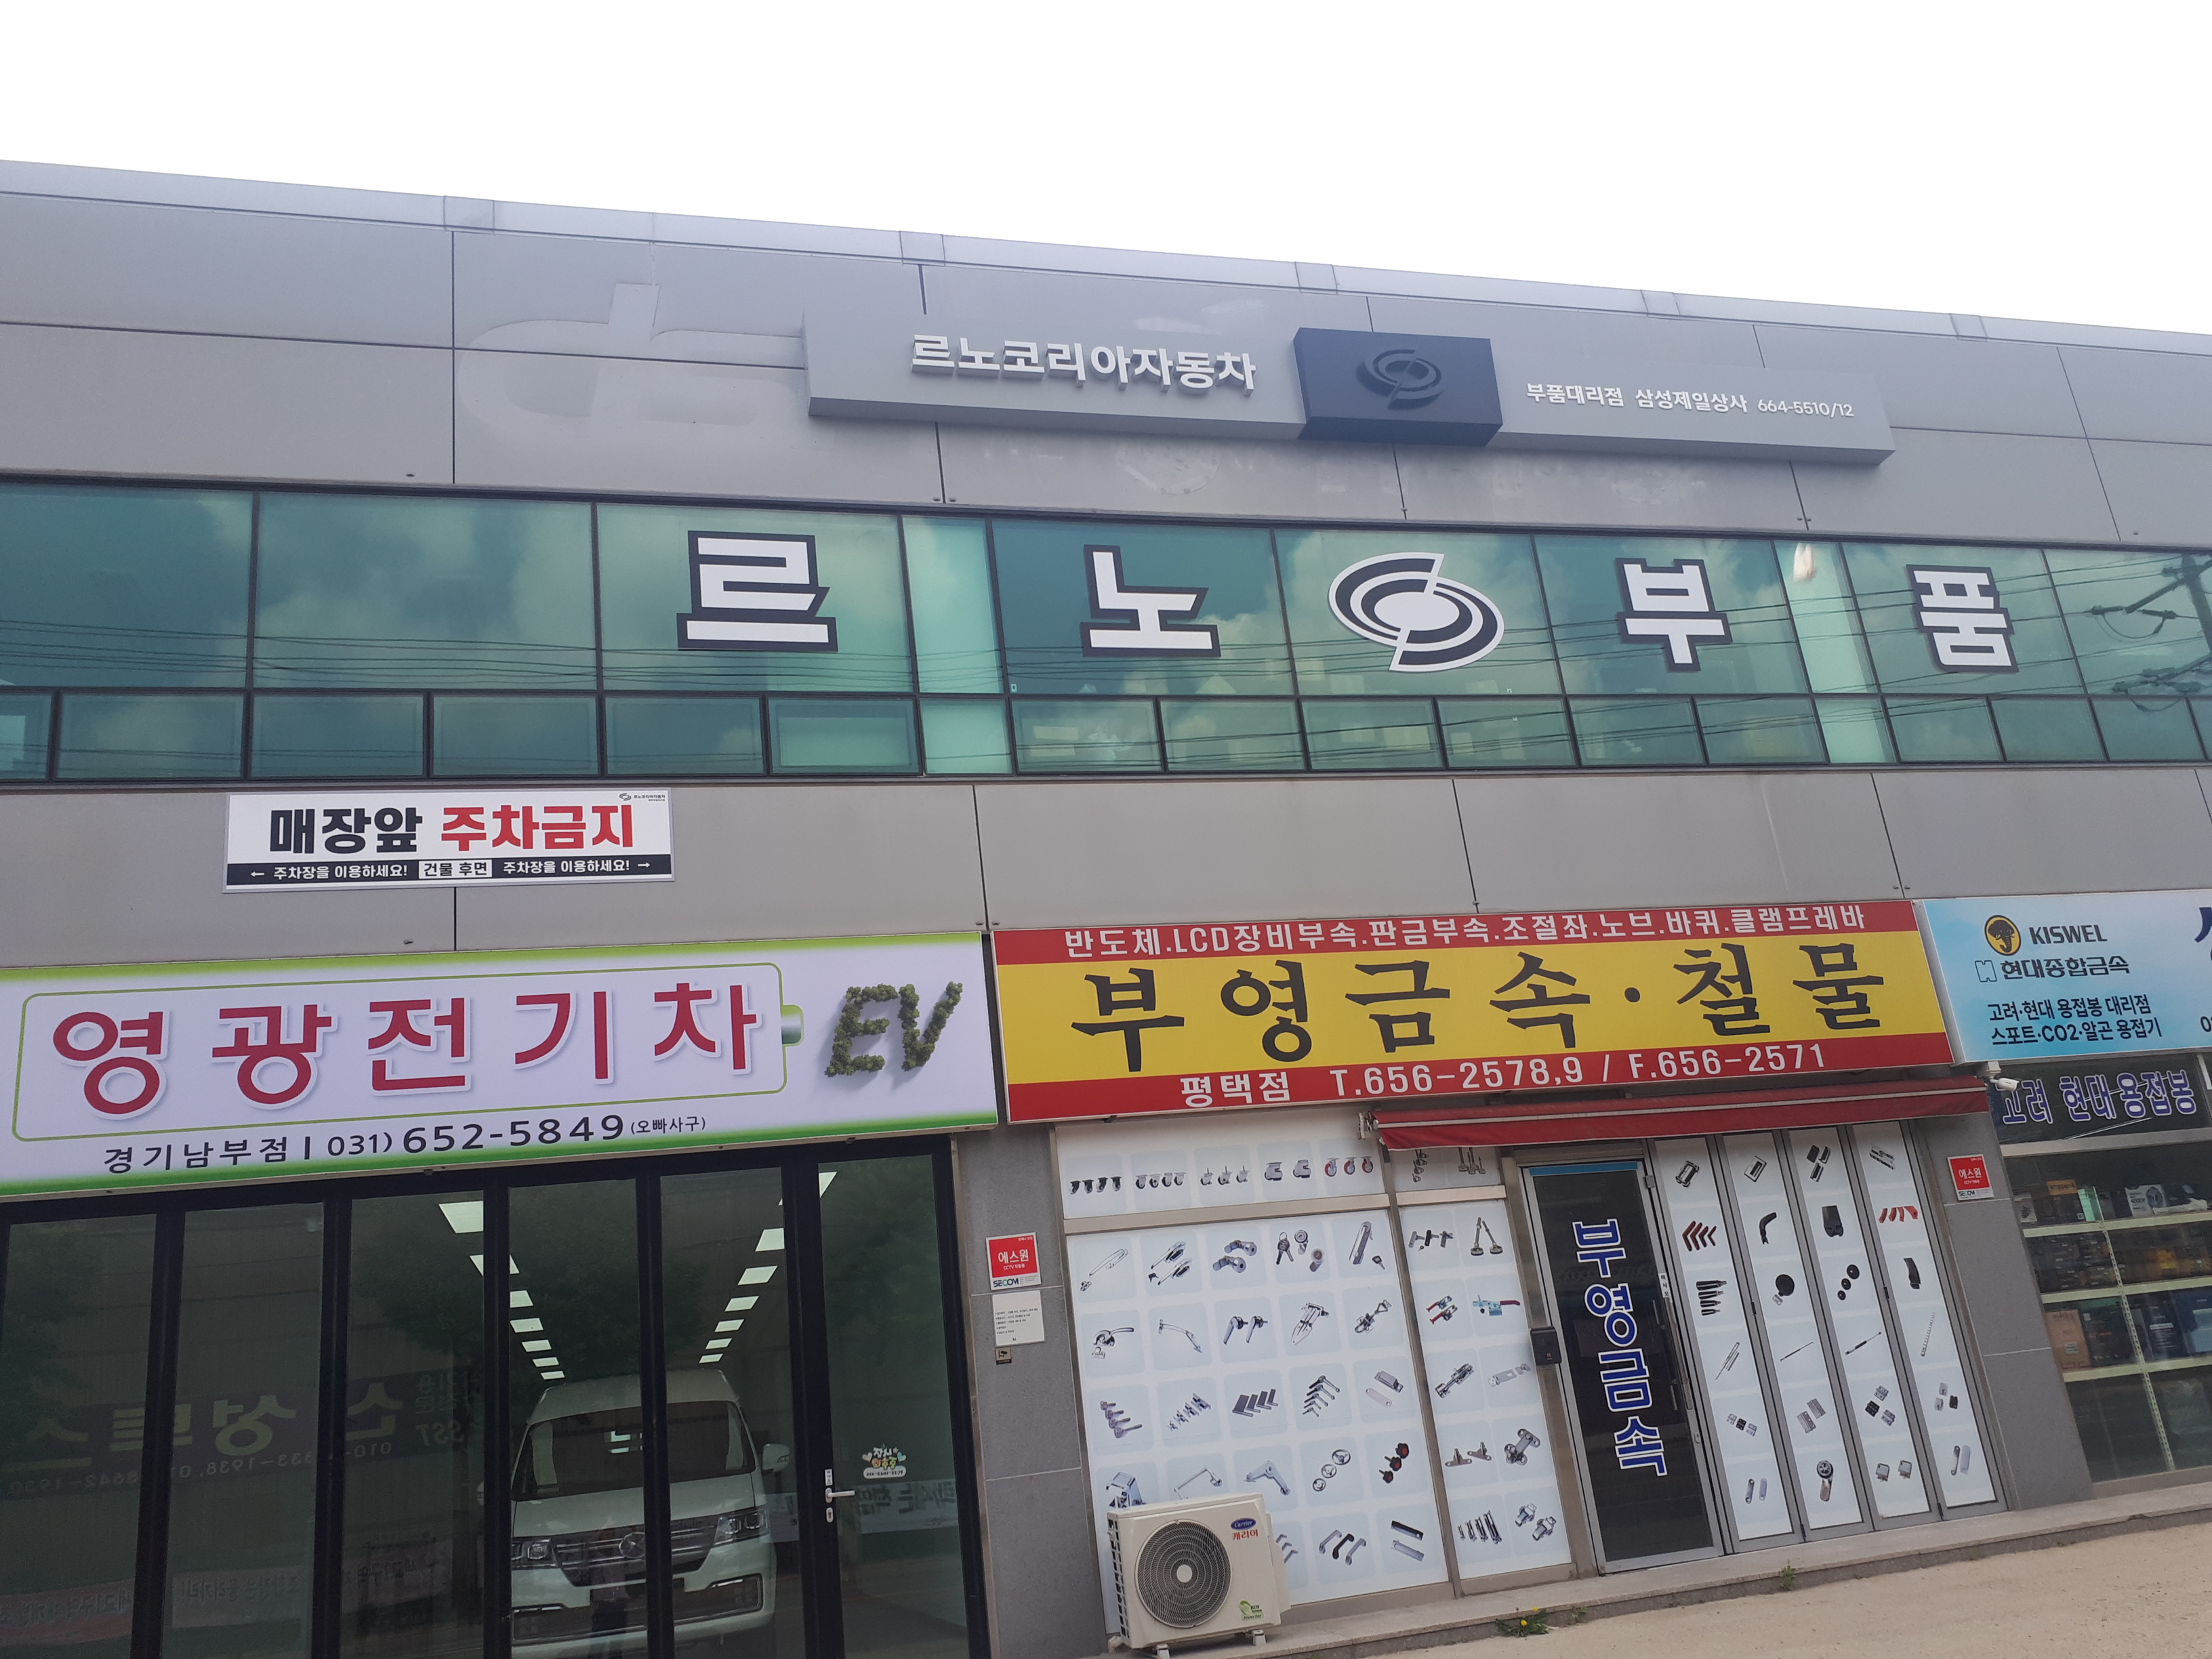 르노코리아자동차
부품대리점 삼성제일상사 664-5510/12
르노 부품
매장앞 주차금지
← 주차장을 이용하세요! 건물 후면 주차장을 이용하세요! →
영광전기차 EV
경기남부점 | 031) 652-5849 (오빠사구)
반도체.LCD장비부속.판금부속.조절좌.노브.바퀴.클램프레바
부영금속·철물
평택점 T.656-2578,9 / F.656-2571
KISWEL
현대종합금속
고려·현대 용접봉 대리점
스포트·CO2·알곤 용접기
고려 현대용접봉
에스원
SECOM
부영금속
에스원
SECOM
Carrier
캐리어